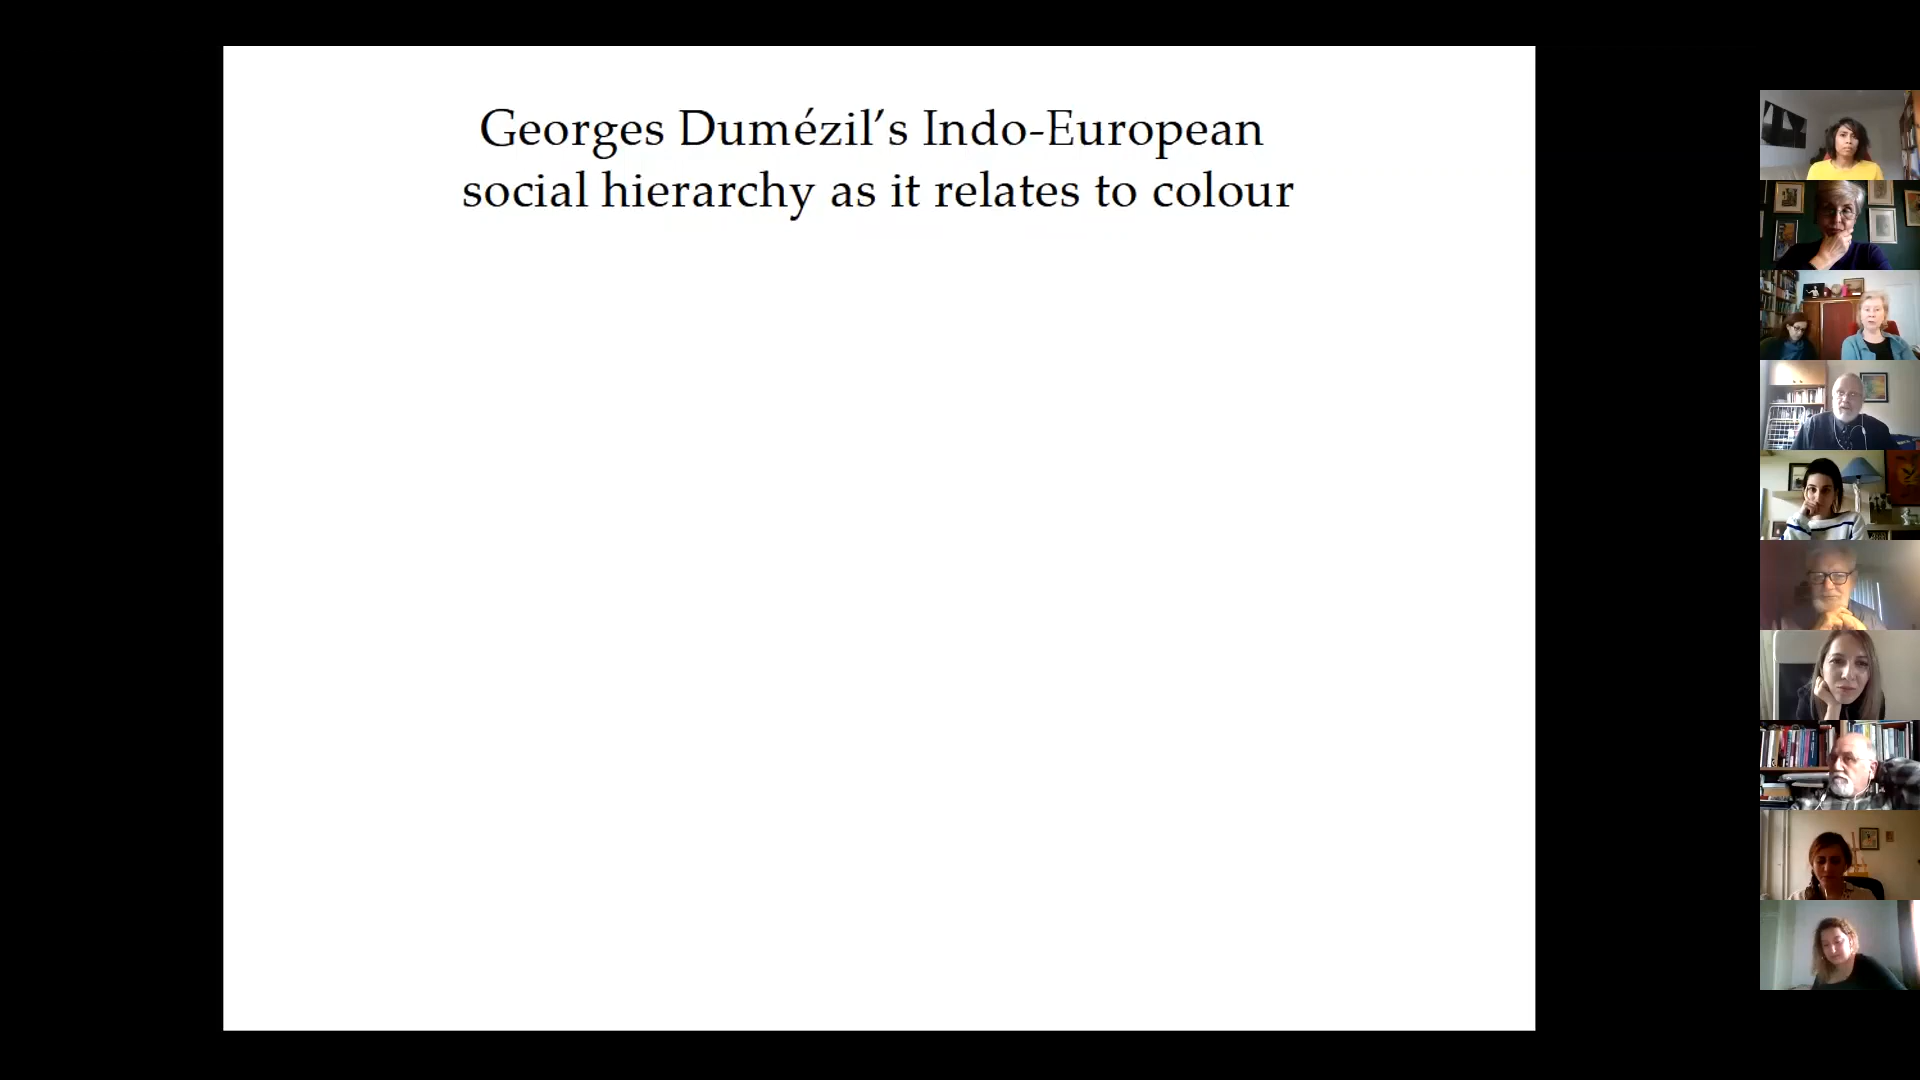 Georges Dumézil’s Indo-European
social hierarchy as it relates to colour